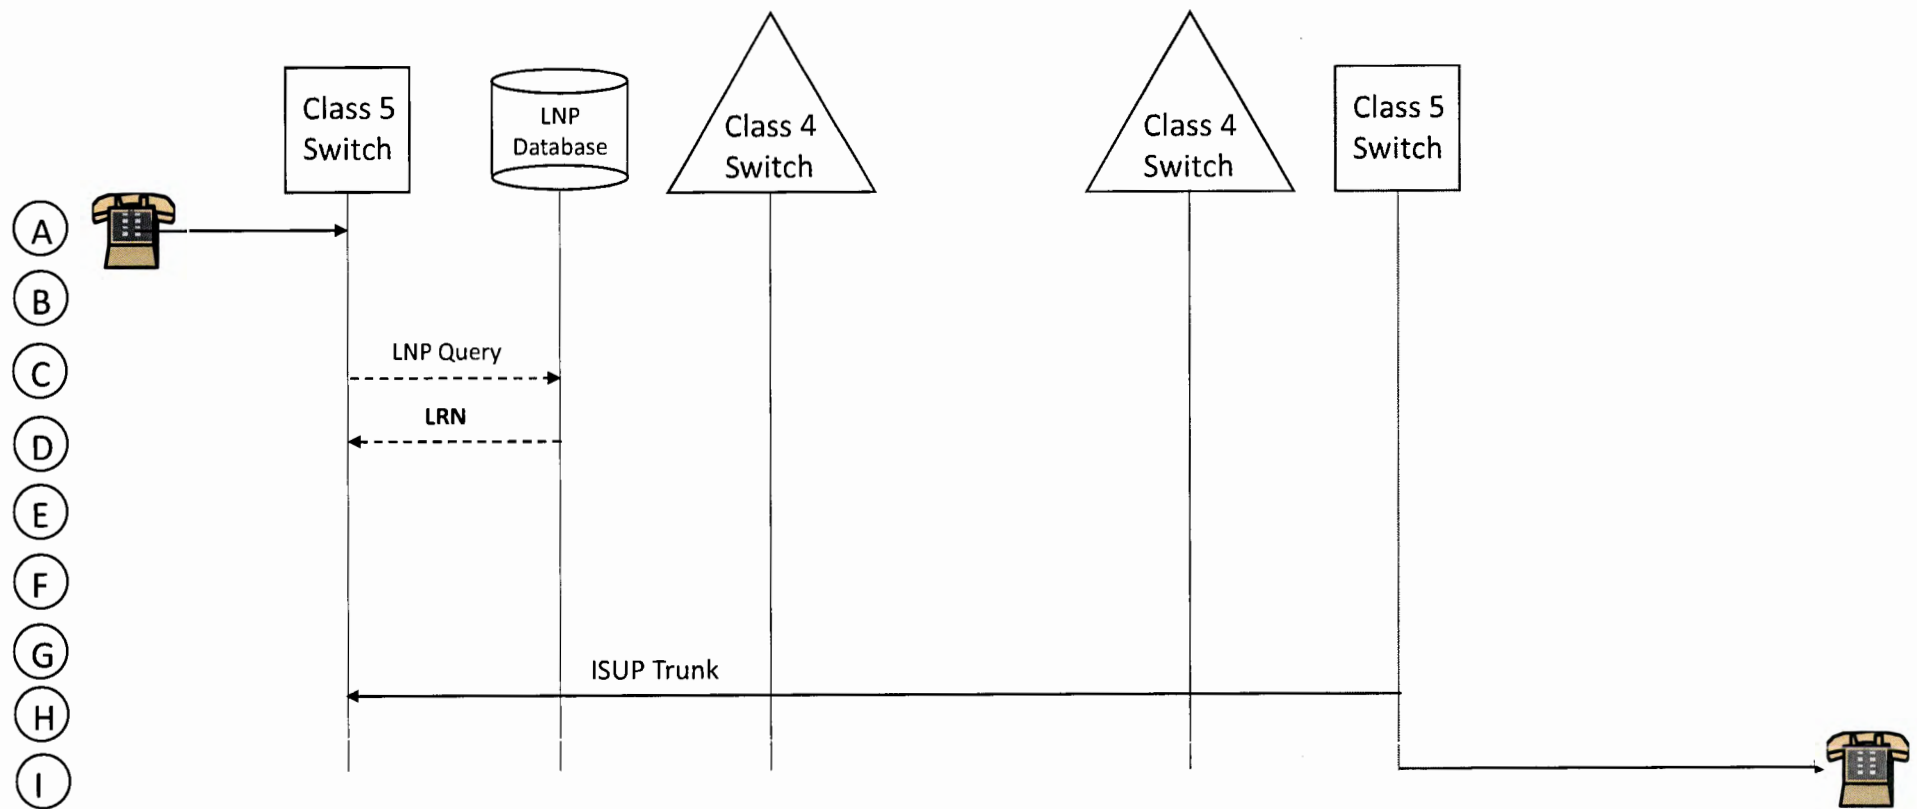 Class 5
Switch
LNP
Database
Class 4
Switch
Class 4
Switch
Class 5
Switch
A
B
LNP Query
C
LRN
D
E
F
G
ISUP Trunk
H
I